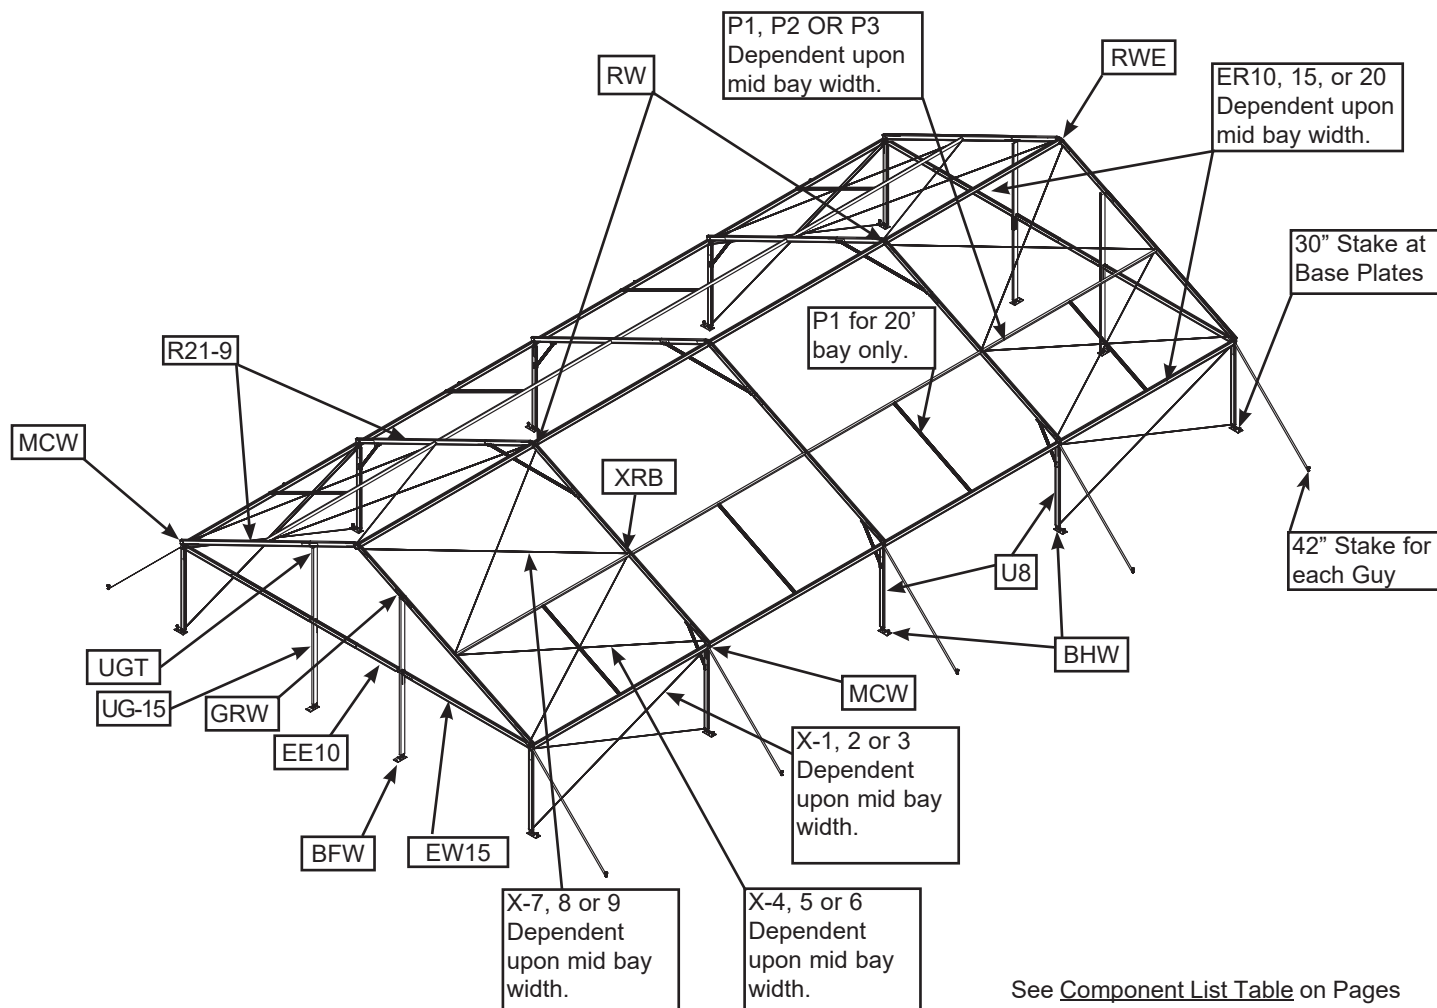 P1, P2 OR P3
Dependent upon
mid bay width.
RWE
RW
ER10, 15, or 20
Dependent upon
mid bay width.
30” Stake at
Base Plates
P1 for 20’
bay only.
R21-9
MCW
XRB
42” Stake for
each Guy
U8
BHW
UGT
MCW
UG-15
GRW
EE10
X-1, 2 or 3
Dependent
upon mid bay
width.
BFW
EW15
X-7, 8 or 9
Dependent
upon mid bay
width.
X-4, 5 or 6
Dependent
upon mid bay
width.
See Component List Table on Pages